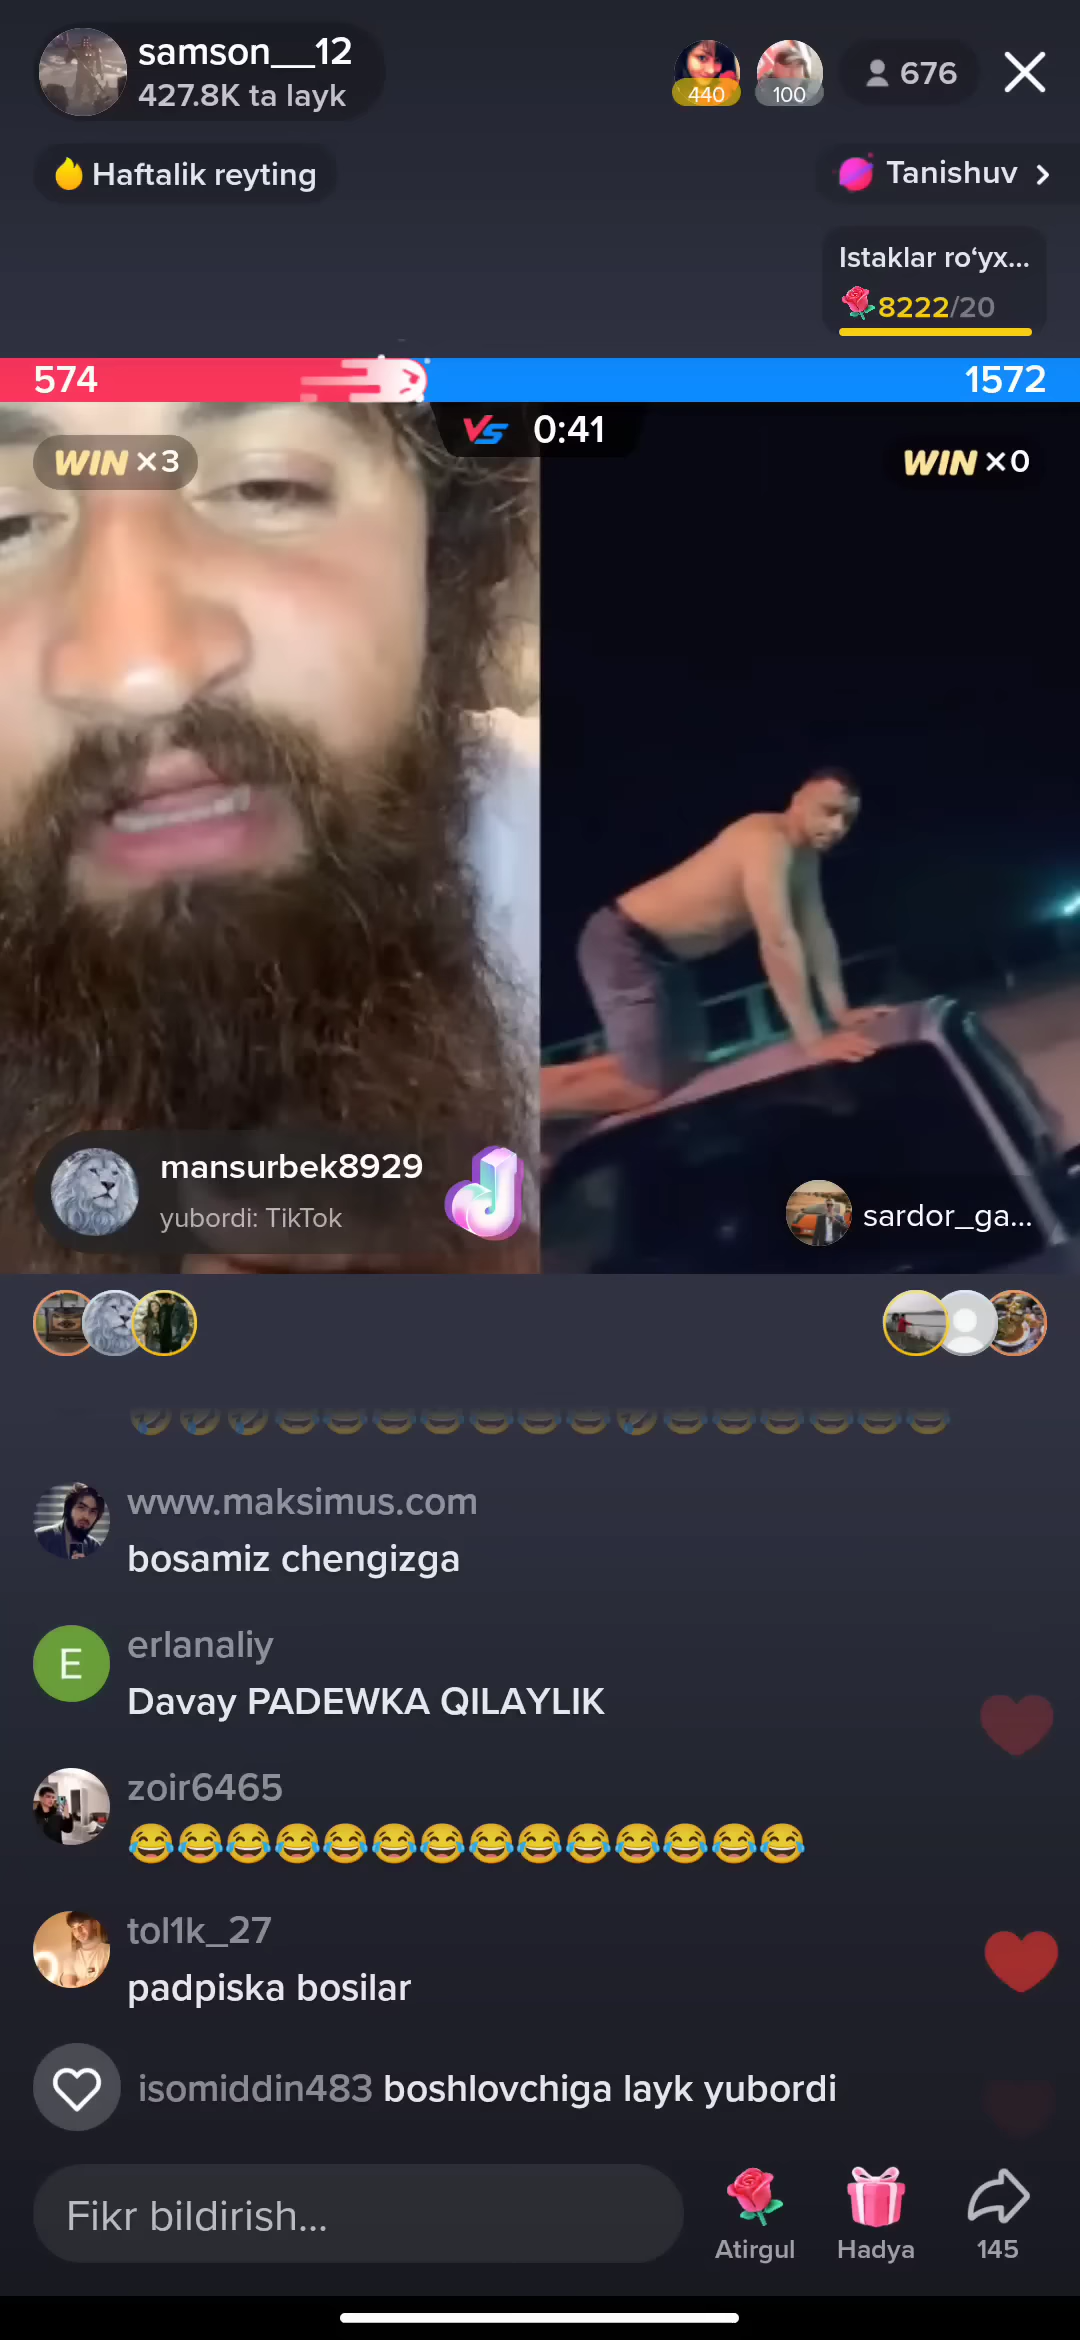 samson__12
427.8K ta layk
440
100
676
Haftalik reyting
Tanishuv
Istaklar ro‘yx...
8222/20
574
1572
VS 0:41
WIN ×3
WIN ×0
mansurbek8929
yubordi: TikTok
sardor_ga...
www.maksimus.com
bosamiz chengizga
E
erlanaliy
Davay PADEWKA QILAYLIK
zoir6465
😂😂😂😂😂😂😂😂😂😂😂😂😂😂
tol1k_27
padpiska bosilar
isomiddin483 boshlovchiga layk yubordi
Fikr bildirish...
Atirgul
Hadya
145